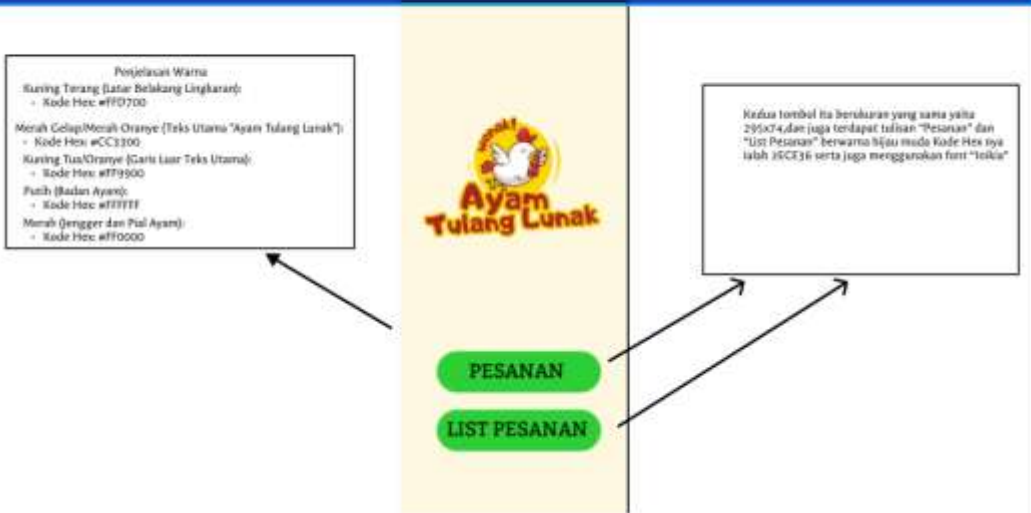 Penjelasan Warna
Kuning Terang (Latar Belakang Lingkaran):
- Kode Hex: #FFD700
Merah Gelap/Merah Oranye (Teks Utama "Ayam Tulang Lunak"):
- Kode Hex: #CC3300
Kuning Tua/Oranye (Garis Luar Teks Utama):
- Kode Hex: #FF9900
Putih (Badan Ayam):
- Kode Hex: #FFFFFF
Merah (Jengger dan Pial Ayam):
- Kode Hex: #FF0000
Ayam
Tulang Lunak
PESANAN
LIST PESANAN
Kedua tombol ita berukuran yang sama yaita
295x74,dan juga terdapat tulisan "Pesanan" dan
"List Pesanan" berwarna hijau muda Kode Hex nya
ialah 2ECE36 serta juga menggunakan font "Inikia"